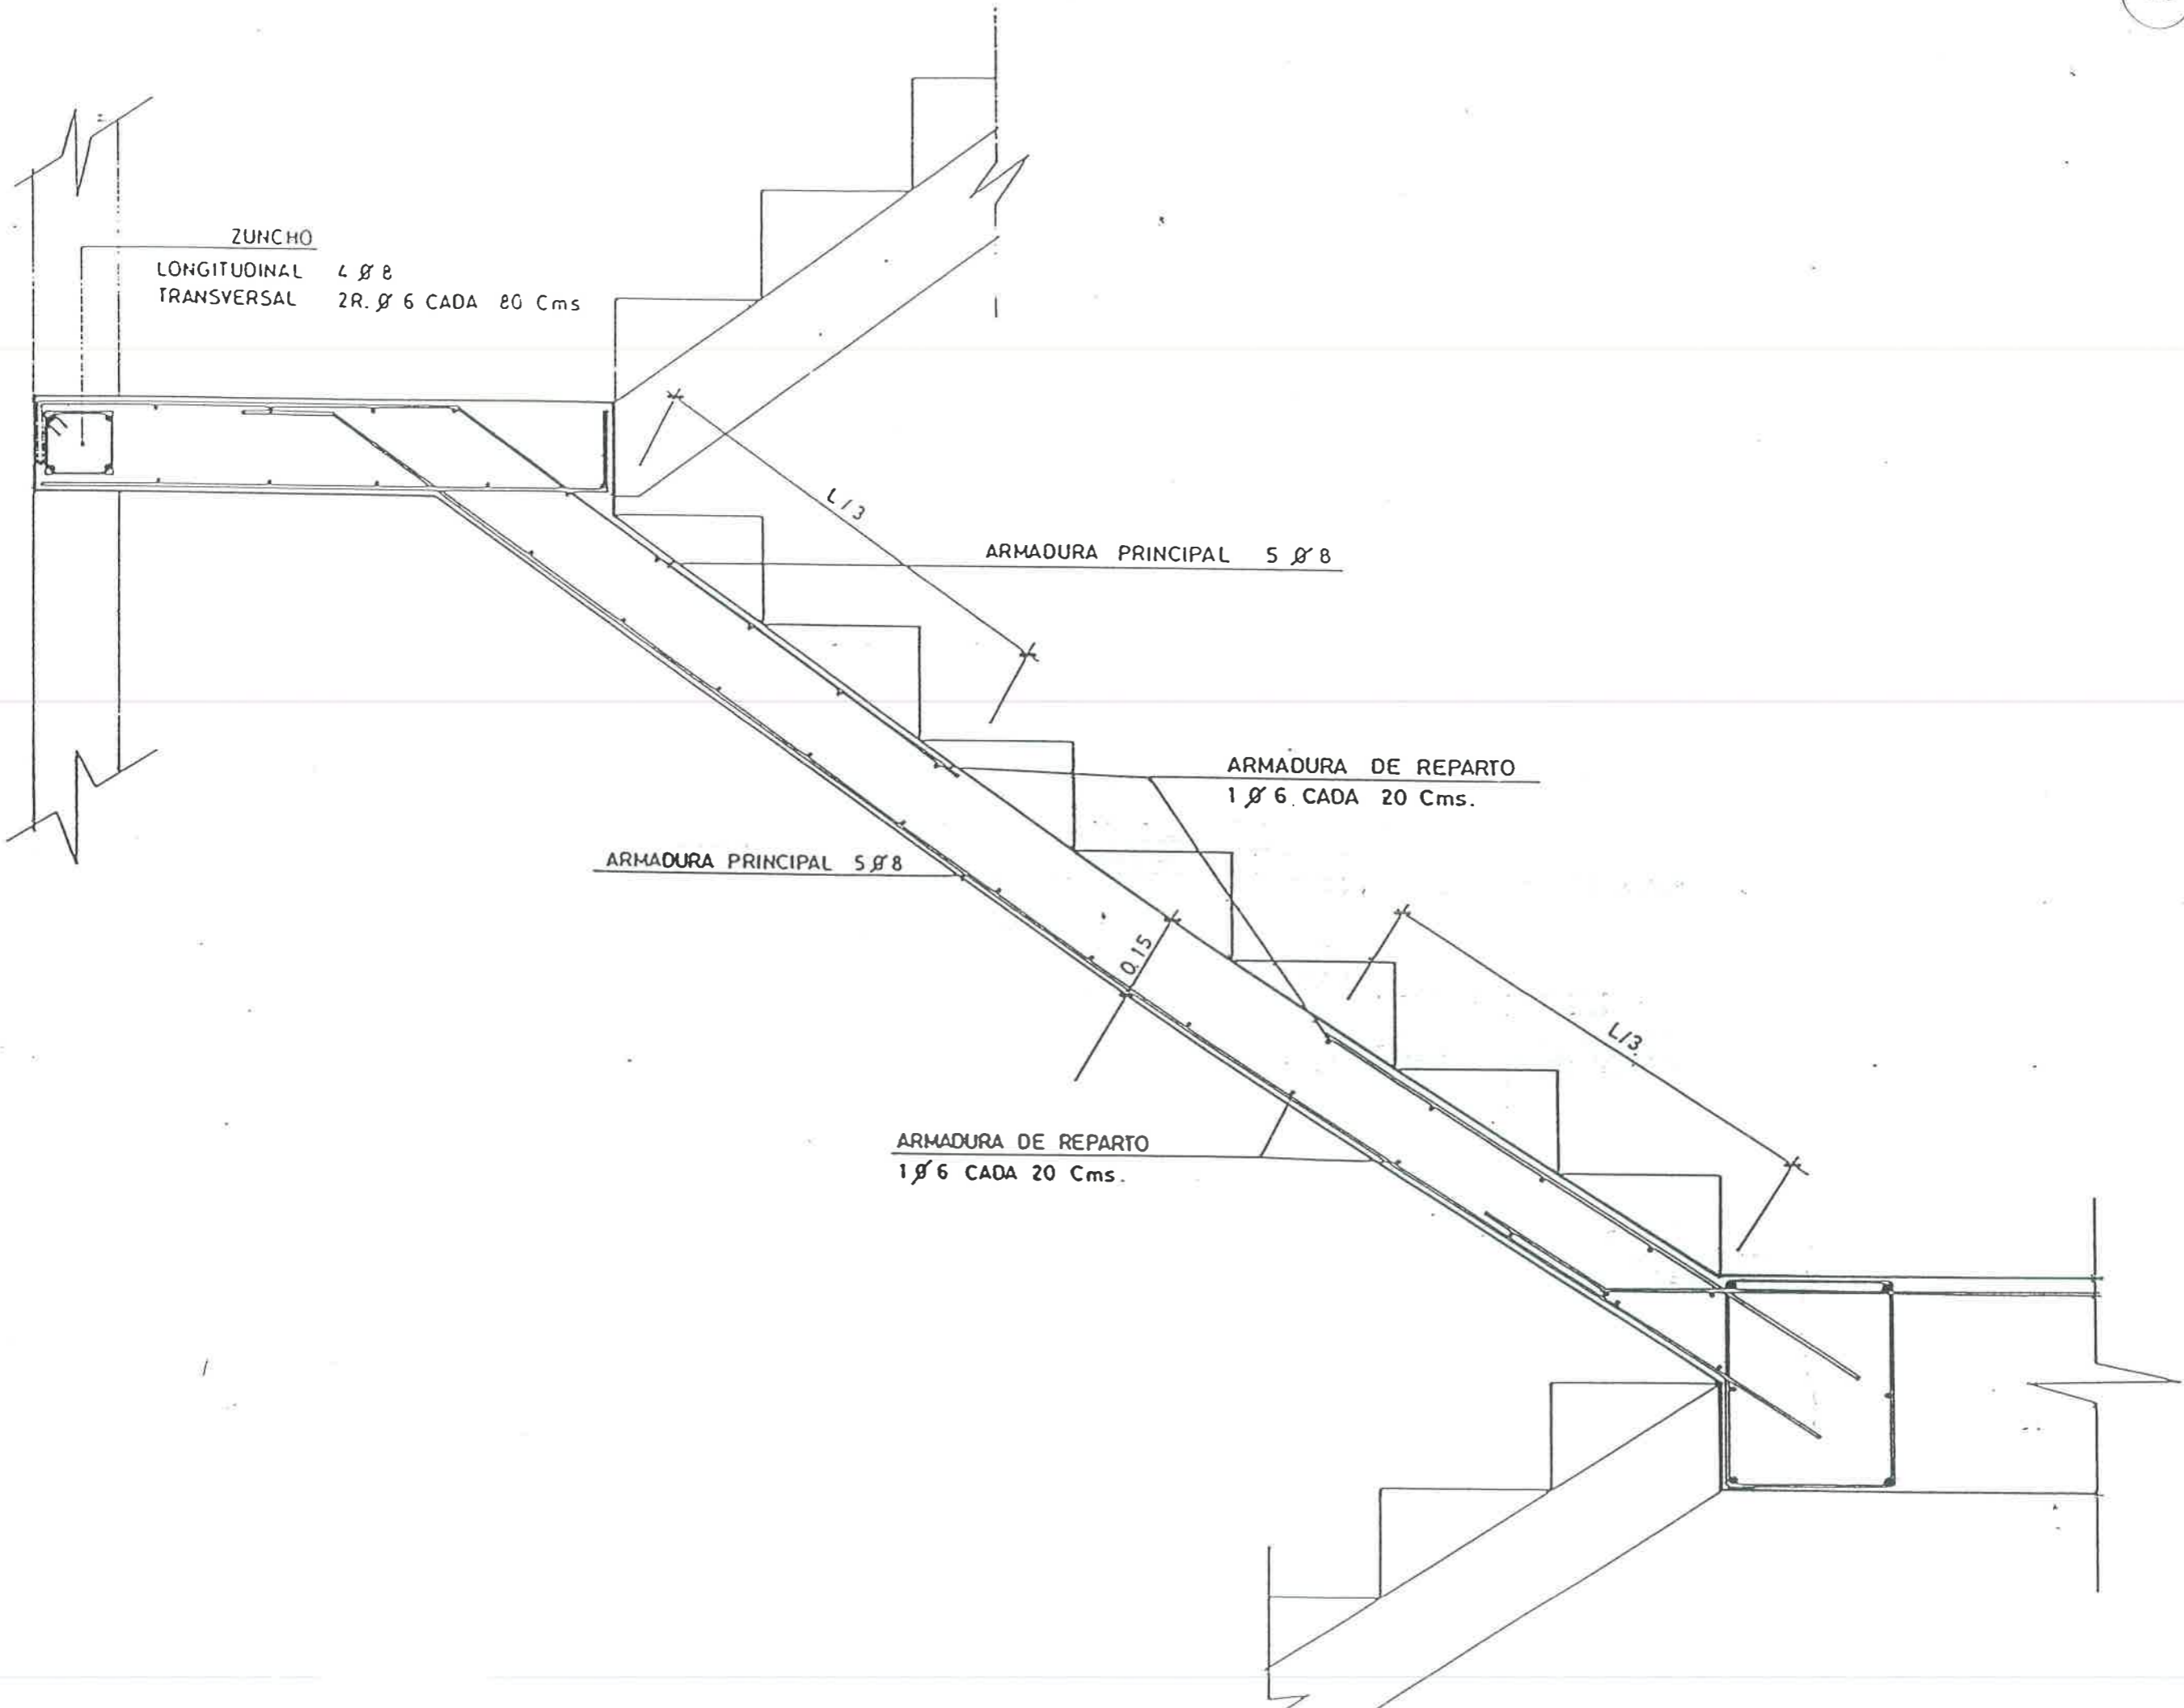 ZUNCHO
LONGITUDINAL 4 Ø 8
TRANSVERSAL 2R. Ø 6 CADA 80 Cms
L/3
ARMADURA PRINCIPAL 5 Ø 8
ARMADURA DE REPARTO
1 Ø 6 CADA 20 Cms.
ARMADURA PRINCIPAL 5 Ø 8
0.15
L/3
ARMADURA DE REPARTO
1 Ø 6 CADA 20 Cms.